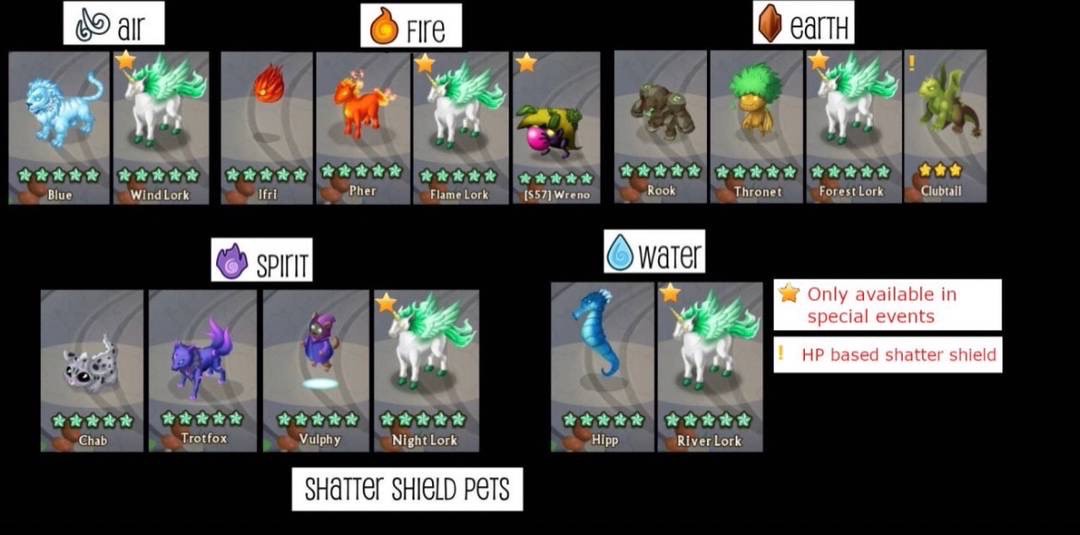 air
Fire
earth
Blue
Wind Lork
Ifri
Pher
Flame Lork
[S57] Wreno
Rook
Thronet
Forest Lork
!
Clubtail
spirit
water
Chab
Trotfox
Vulphy
Night Lork
Hipp
River Lork
Only available in
special events
! HP based shatter shield
shatter shield pets